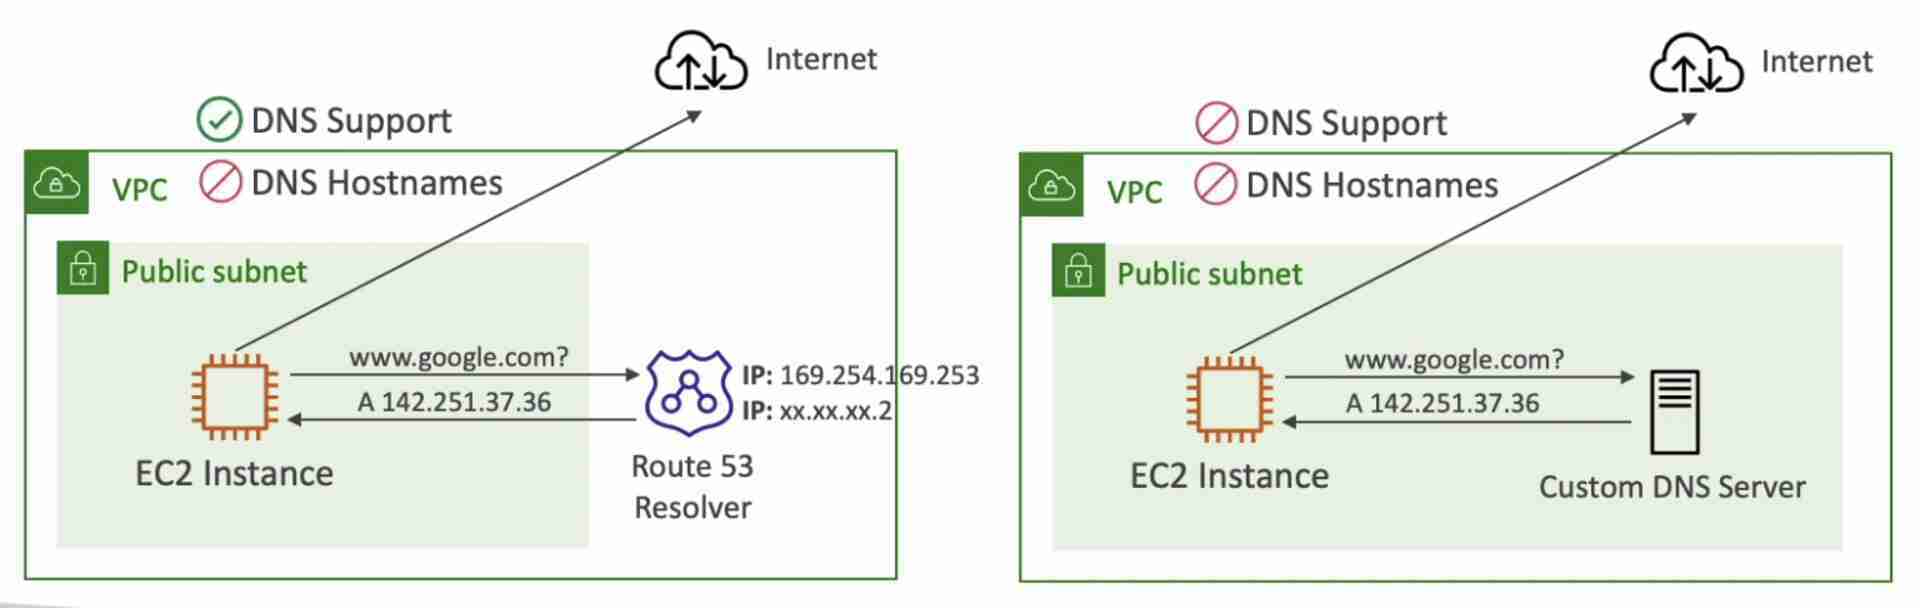 Internet
DNS Support
VPC
DNS Hostnames
Public subnet
www.google.com?
A 142.251.37.36
IP: 169.254.169.253
IP: xx.xx.xx.2
EC2 Instance
Route 53
Resolver
Internet
DNS Support
VPC
DNS Hostnames
Public subnet
www.google.com?
A 142.251.37.36
EC2 Instance
Custom DNS Server